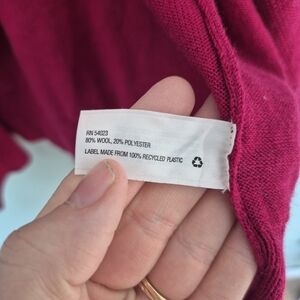 RN 54023
80% WOOL, 20% POLYESTER
LABEL MADE FROM 100% RECYCLED PLASTIC